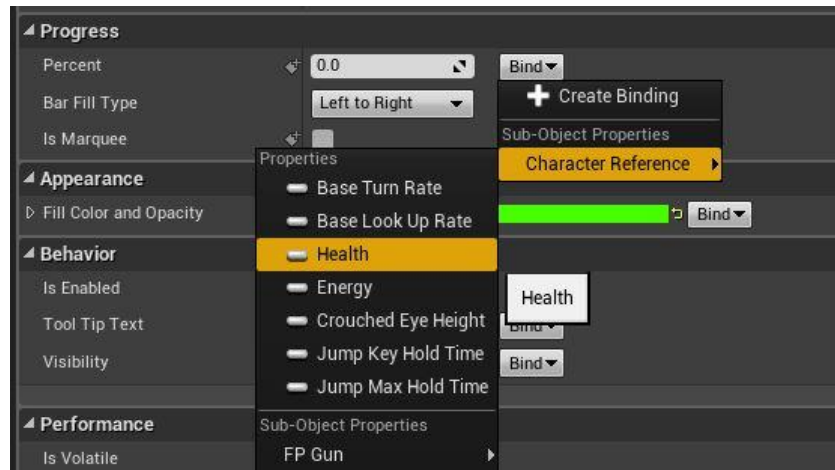 Progress
Percent 0.0 Bind
Create Binding
Bar Fill Type Left to Right
Sub-Object Properties
Is Marquee
Character Reference
Properties
Appearance
Base Turn Rate
Fill Color and Opacity Bind
Base Look Up Rate
Behavior
Health
Is Enabled
Energy
Health
Tool Tip Text Bind
Crouched Eye Height
Visibility Bind
Jump Key Hold Time
Jump Max Hold Time
Performance
Sub-Object Properties
Is Volatile
FP Gun